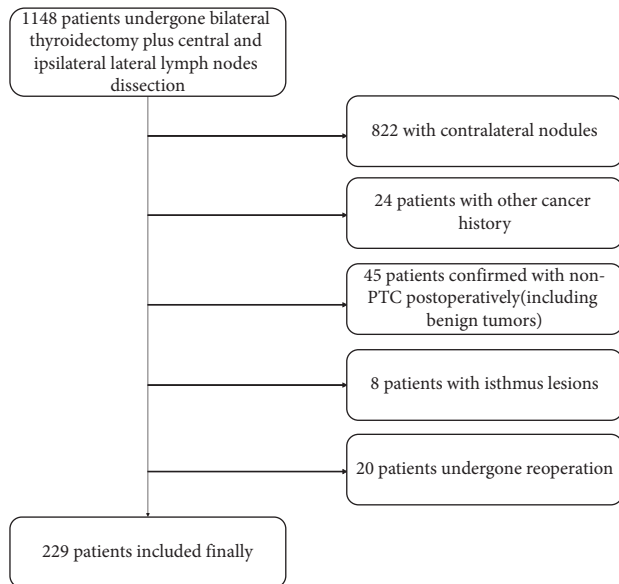 1148 patients undergone bilateral
thyroidectomy plus central and
ipsilateral lateral lymph nodes
dissection
822 with contralateral nodules
24 patients with other cancer
history
45 patients confirmed with non-
PTC postoperatively(including
benign tumors)
8 patients with isthmus lesions
20 patients undergone reoperation
229 patients included finally